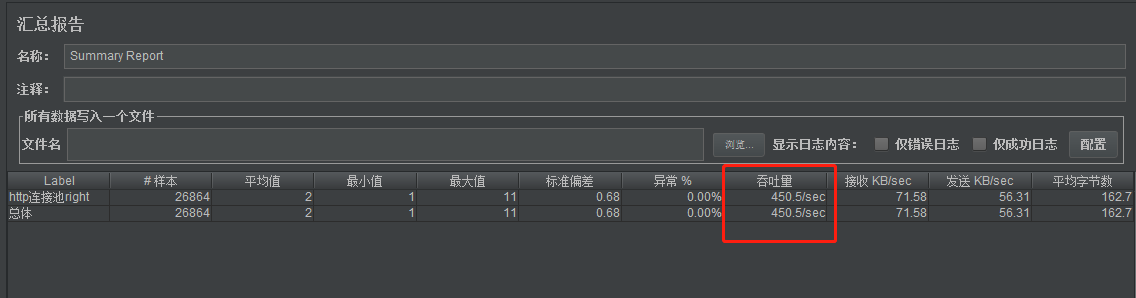 汇总报告
名称： Summary Report
注释：
所有数据写入一个文件
文件名 浏览... 显示日志内容： 仅错误日志 仅成功日志 配置
Label # 样本 平均值 最小值 最大值 标准偏差 异常 % 吞吐量 接收 KB/sec 发送 KB/sec 平均字节数
http连接池right 26864 2 1 11 0.68 0.00% 450.5/sec 71.58 56.31 162.7
总体 26864 2 1 11 0.68 0.00% 450.5/sec 71.58 56.31 162.7